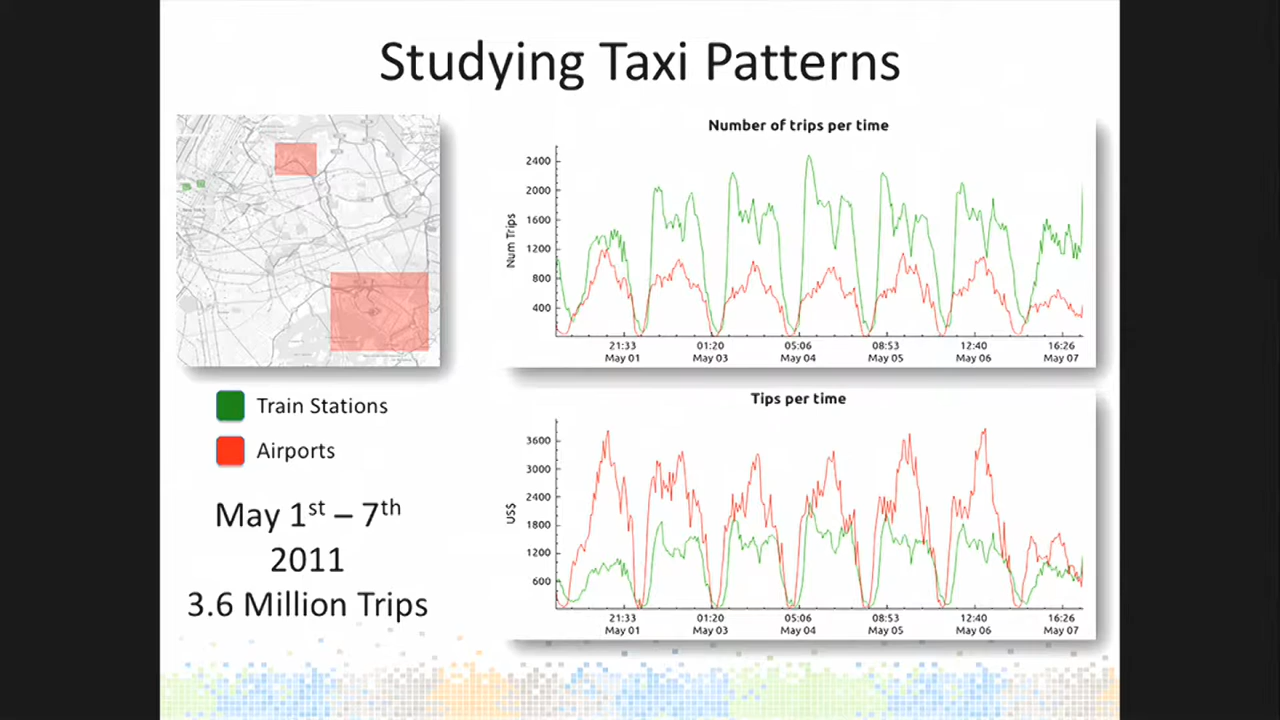 Studying Taxi Patterns
Train Stations
Airports
May 1st – 7th
2011
3.6 Million Trips
Number of trips per time
Num Trips
2400
2000
1600
1200
800
400
21:33 01:20 05:06 08:53 12:40 16:26
May 01 May 03 May 04 May 05 May 06 May 07
Tips per time
US$
3600
3000
2400
1800
1200
600
21:33 01:20 05:06 08:53 12:40 16:26
May 01 May 03 May 04 May 05 May 06 May 07